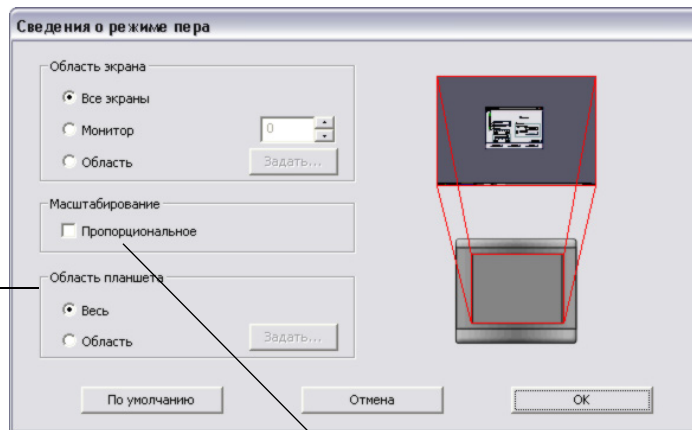 Сведения о режиме пера
Область экрана
Все экраны
Монитор
0
Область
Задать...
Масштабирование
Пропорциональное
Область планшета
Весь
Область
Задать...
По умолчанию
Отмена
OK